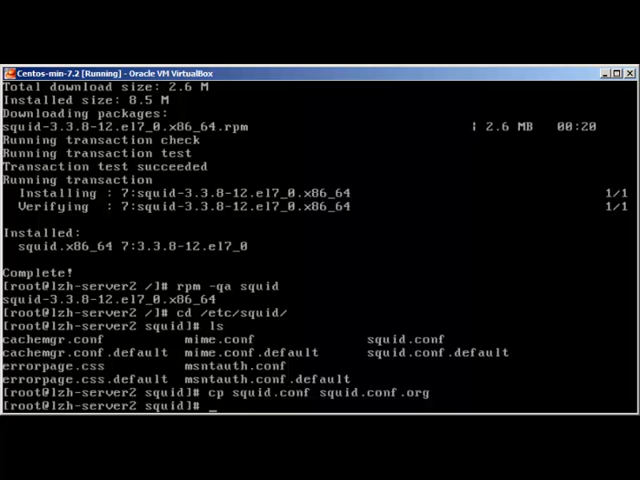 Centos-min-7.2 [Running] - Oracle VM VirtualBox
Total download size: 2.6 M
Installed size: 8.5 M
Downloading packages:
squid-3.3.8-12.el7_0.x86_64.rpm | 2.6 MB 00:20
Running transaction check
Running transaction test
Transaction test succeeded
Running transaction
Installing : 7:squid-3.3.8-12.el7_0.x86_64 1/1
Verifying : 7:squid-3.3.8-12.el7_0.x86_64 1/1
Installed:
squid.x86_64 7:3.3.8-12.el7_0
Complete!
[root@lzh-server2 /]# rpm -qa squid
squid-3.3.8-12.el7_0.x86_64
[root@lzh-server2 /]# cd /etc/squid/
[root@lzh-server2 squid]# ls
cachemgr.conf mime.conf squid.conf
cachemgr.conf.default mime.conf.default squid.conf.default
errorpage.css msntauth.conf
errorpage.css.default msntauth.conf.default
[root@lzh-server2 squid]# cp squid.conf squid.conf.org
[root@lzh-server2 squid]# _